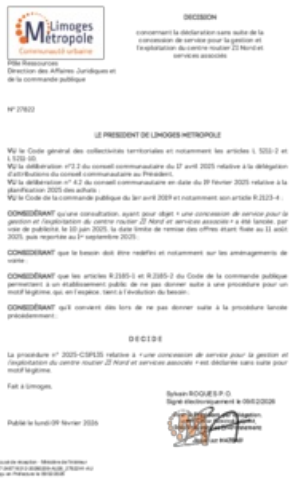 Limoges
Métropole
Communauté urbaine
Pôle Ressources
Direction des Affaires Juridiques et
de la commande publique
DECISION
concernant la déclaration sans suite de la
concession de service pour la gestion et
l'exploitation du centre routier ZI Nord et
services associés
N° 27822
LE PRESIDENT DE LIMOGES METROPOLE
VU le Code général des collectivités territoriales et notamment les articles L 5211-2 et
L 5211-10,
VU la délibération n°1.2 du conseil communautaire du 17 avril 2025 relative à la délégation
d'attributions du conseil communautaire au Président,
VU la délibération n° 4.2 du conseil communautaire en date du 19 février 2025 relative à la
planification 2025 des achats ;
VU le Code de la commande publique du 1er avril 2019 et notamment son article R.2123-4 ;
CONSIDÉRANT qu'une consultation, ayant pour objet « une concession de service pour la
gestion et l'exploitation du centre routier ZI Nord et services associés » a été lancée, par
voie de publicité, le 10 juin 2025, la date limite de remise des offres étant fixée au 11 août
2025, puis reportée au 1er septembre 2025 ;
CONSIDERANT que le besoin doit être redéfini et notamment sur les aménagements de
voirie ;
CONSIDERANT que les articles R.2185-1 et R.2185-2 du Code de la commande publique
permettent à un établissement public de ne pas donner suite à une procédure pour un
motif légitime, qui, en l'espèce, tient à l'évolution du besoin ;
CONSIDERANT qu'il convient dès lors de ne pas donner suite à la procédure lancée
précédemment ;
DECIDE
La procédure n° relative à « une concession de service pour la gestion et
l'exploitation du centre routier ZI Nord et services associés » est déclarée sans suite pour
motif légitime.
Fait à Limoges,
Sylvain ROQUES P.O.
Signé électroniquement le 09/02/2026
Publié le lundi 09 février 2026